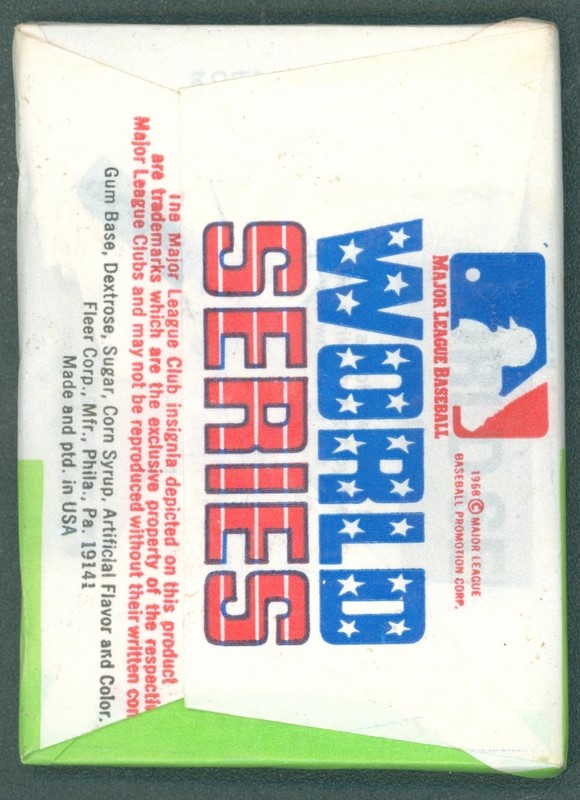 MAJOR LEAGUE BASEBALL
1968 © MAJOR LEAGUE
BASEBALL PROMOTION CORP.
WORLD
SERIES
The Major League Club insignia depicted on this product
are trademarks which are the exclusive property of the respecti
Major League Clubs and may not be reproduced without their written con
Gum Base, Dextrose, Sugar, Corn Syrup, Artificial Flavor and Color.
Fleer Corp., Mfr., Phila., Pa. 19141
Made and ptd. in USA